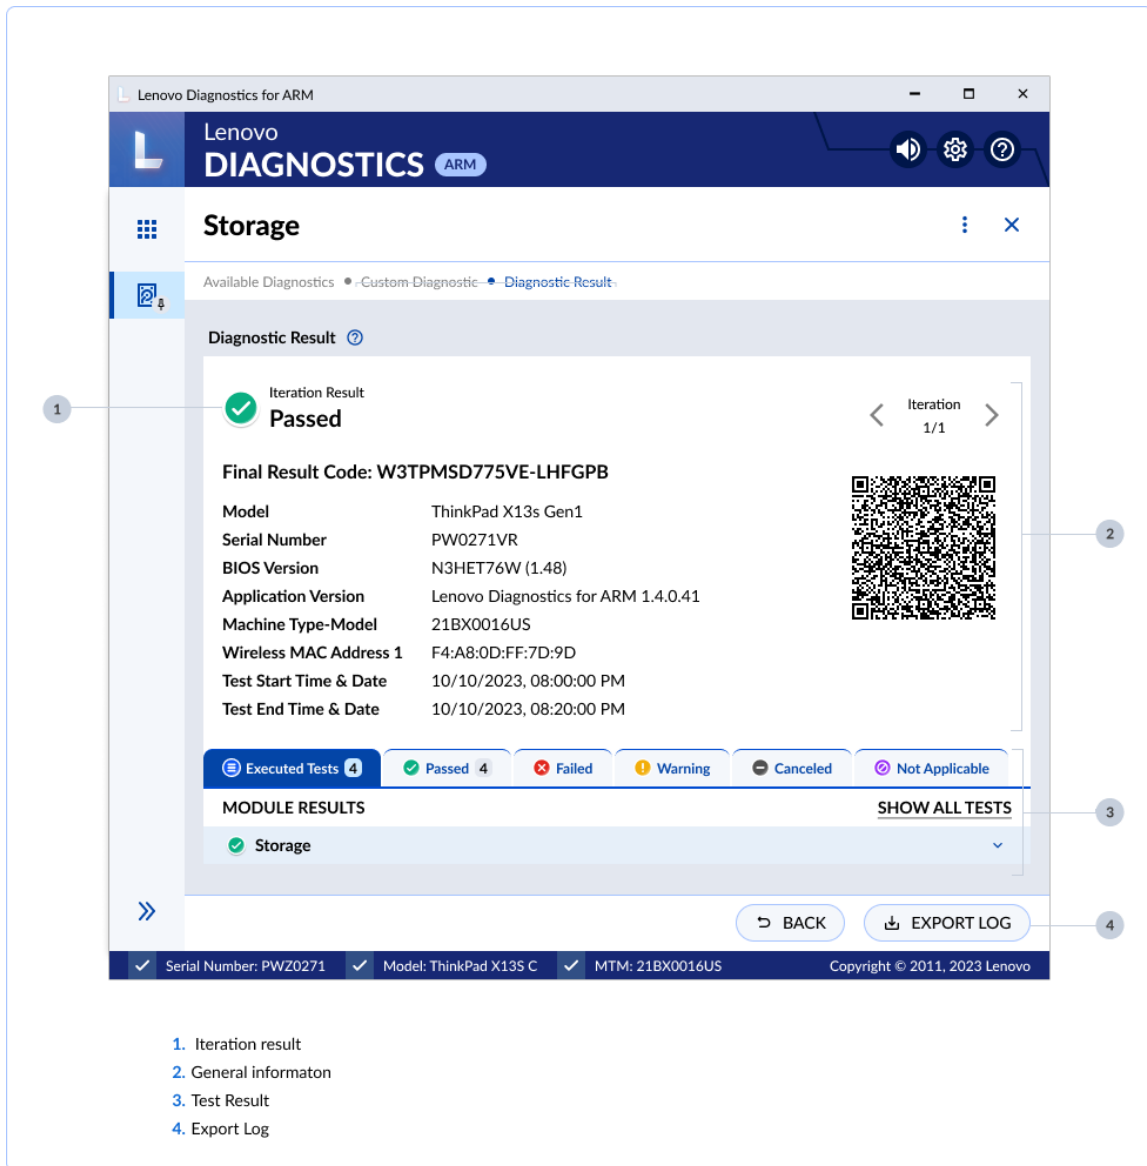 Lenovo Diagnostics for ARM
Lenovo
DIAGNOSTICS ARM
Storage
Available Diagnostics • Custom Diagnostic • Diagnostic Result
Diagnostic Result
Iteration Result
Passed
Iteration
1/1
1
Final Result Code: W3TPMSD775VE-LHFGPB
Model ThinkPad X13s Gen1
Serial Number PW0271VR
BIOS Version N3HET76W (1.48)
Application Version Lenovo Diagnostics for ARM 1.4.0.41
Machine Type-Model 21BX0016US
Wireless MAC Address 1 F4:A8:0D:FF:7D:9D
Test Start Time & Date 10/10/2023, 08:00:00 PM
Test End Time & Date 10/10/2023, 08:20:00 PM
2
Executed Tests 4 Passed 4 Failed Warning Canceled Not Applicable
MODULE RESULTS SHOW ALL TESTS
3
Storage
BACK EXPORT LOG
4
Serial Number: PWZ0271 Model: ThinkPad X13S C MTM: 21BX0016US Copyright © 2011, 2023 Lenovo
1. Iteration result
2. General informaton
3. Test Result
4. Export Log